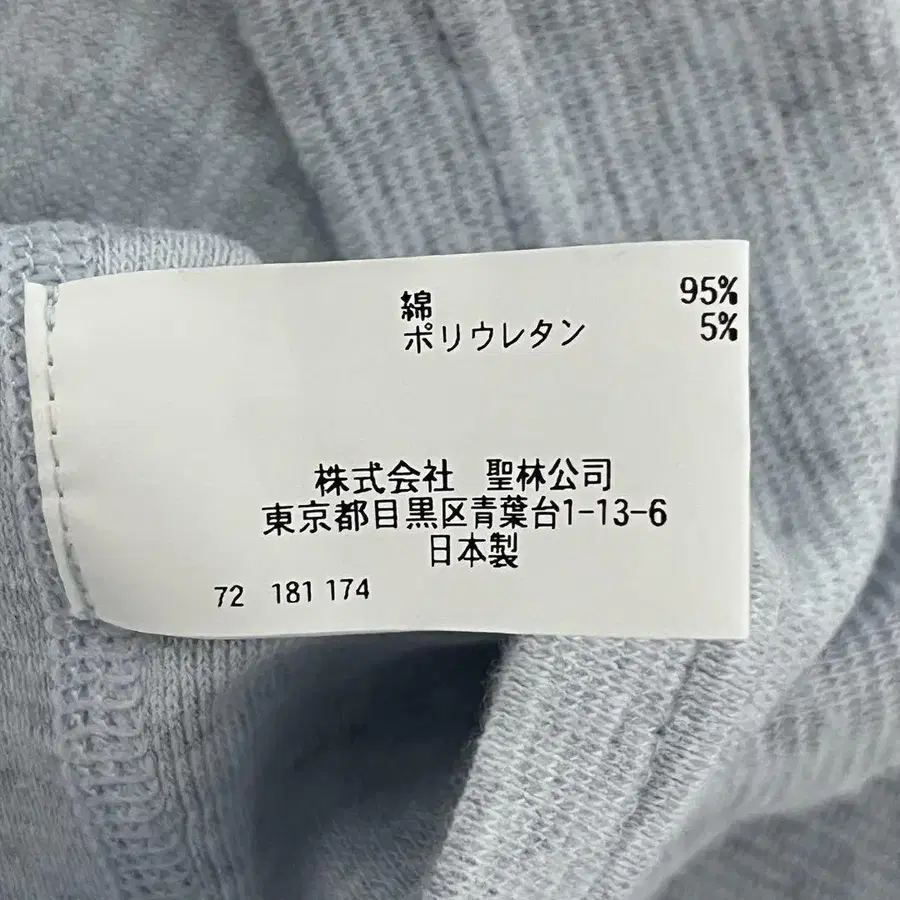 綿 95%
ポリウレタン 5%
株式会社 聖林公司
東京都目黒区青葉台1-13-6
日本製
72 181 174